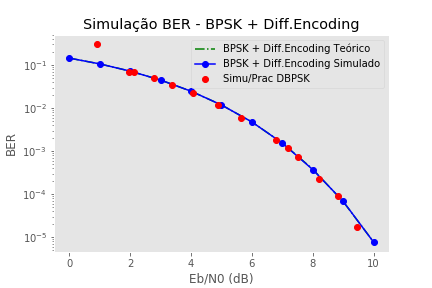 Simulação BER - BPSK + Diff.Encoding
BPSK + Diff.Encoding Teórico
BPSK + Diff.Encoding Simulado
Simu/Prac DBPSK
BER
10⁻¹
10⁻²
10⁻³
10⁻⁴
10⁻⁵
0 2 4 6 8 10
Eb/N0 (dB)